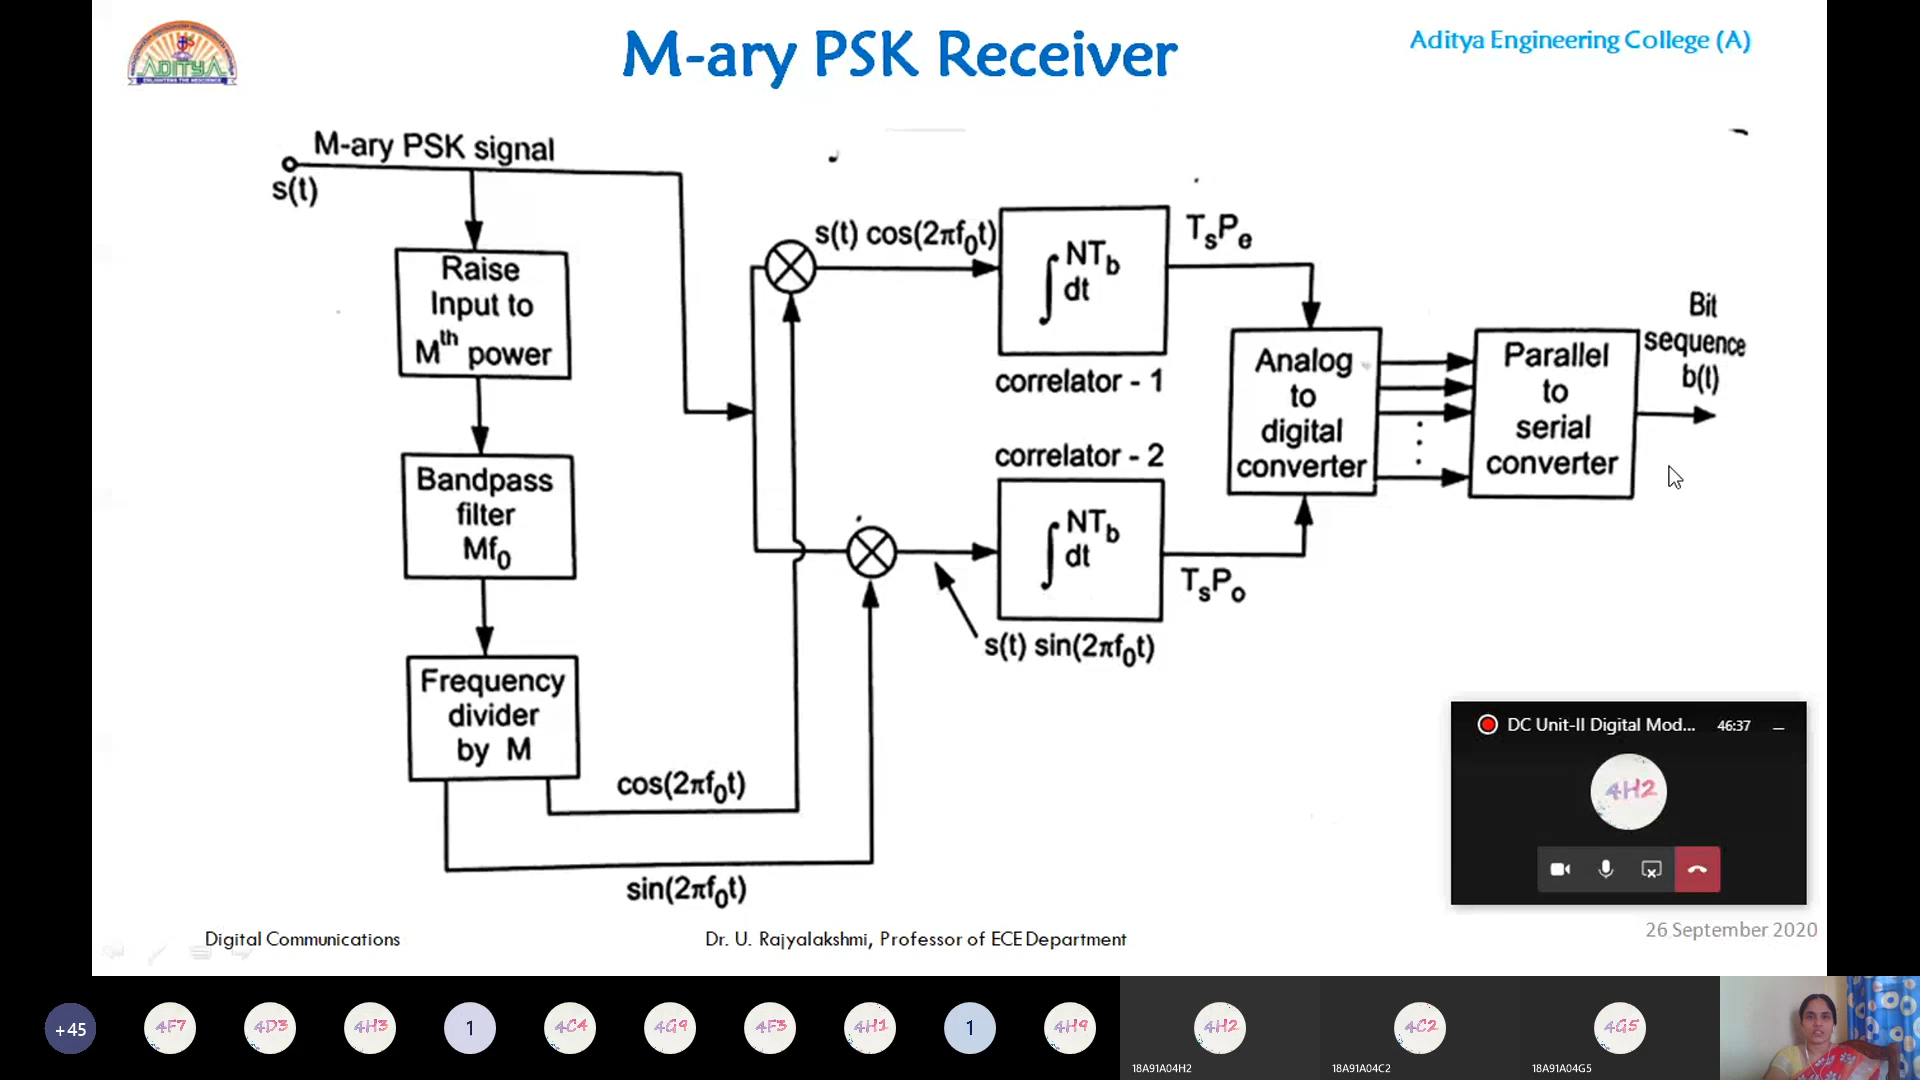 ADITYA
M-ary PSK Receiver
Aditya Engineering College (A)
M-ary PSK signal
s(t)
Raise
Input to
Mth power
Bandpass
filter
Mf0
Frequency
divider
by M
cos(2πf0t)
sin(2πf0t)
s(t) cos(2πf0t)
∫ NTb
dt
correlator - 1
TsPe
correlator - 2
∫ NTb
dt
TsPo
s(t) sin(2πf0t)
Analog
to
digital
converter
Parallel
to
serial
converter
Bit
sequence
b(t)
DC Unit-II Digital Mod... 46:37
4H2
Digital Communications
Dr. U. Rajyalakshmi, Professor of ECE Department
26 September 2020
+45
4F7
4D3
4H3
1
4C4
4G9
4F3
4H1
1
4H9
4H2
4C2
4G5
18A91A04H2
18A91A04C2
18A91A04G5